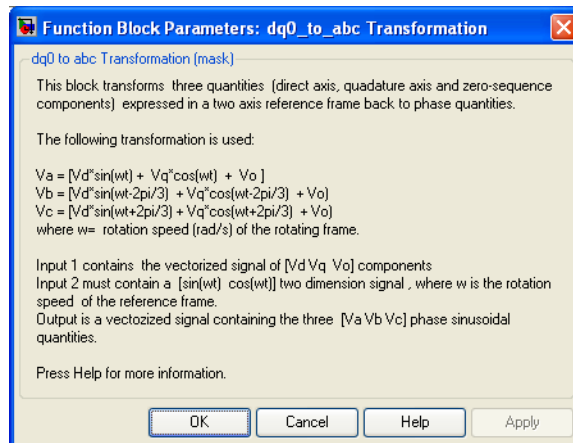 Function Block Parameters: dq0_to_abc Transformation
dq0 to abc Transformation (mask)
This block transforms three quantities (direct axis, quadature axis and zero-sequence
components) expressed in a two axis reference frame back to phase quantities.
The following transformation is used:
Va = [Vd*sin(wt) + Vq*cos(wt) + Vo ]
Vb = [Vd*sin(wt-2pi/3) + Vq*cos(wt-2pi/3) + Vo)
Vc = [Vd*sin(wt+2pi/3) + Vq*cos(wt+2pi/3) + Vo)
where w= rotation speed (rad/s) of the rotating frame.
Input 1 contains the vectorized signal of [Vd Vq Vo] components
Input 2 must contain a [sin(wt) cos(wt)] two dimension signal , where w is the rotation
speed of the reference frame.
Output is a vectozized signal containing the three [Va Vb Vc] phase sinusoidal
quantities.
Press Help for more information.
OK Cancel Help Apply